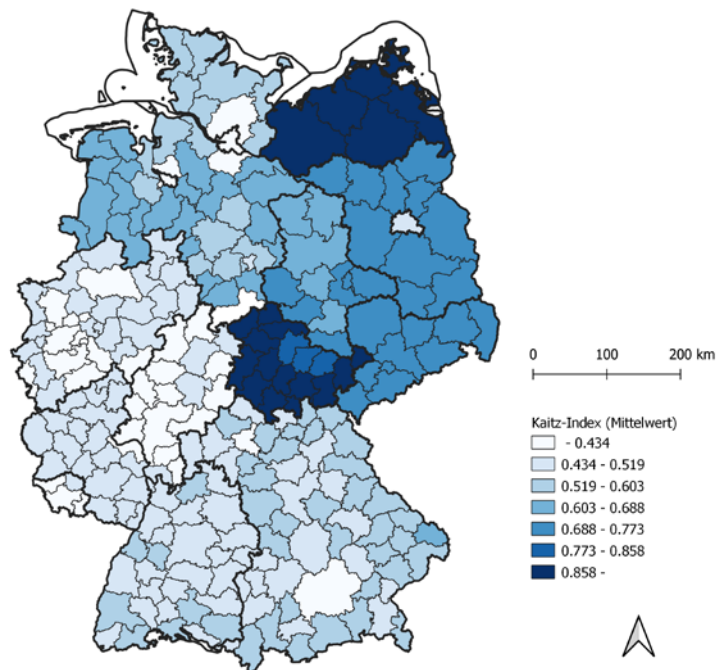 0 100 200 km
Kaitz-Index (Mittelwert)
- 0.434
0.434 - 0.519
0.519 - 0.603
0.603 - 0.688
0.688 - 0.773
0.773 - 0.858
0.858 -